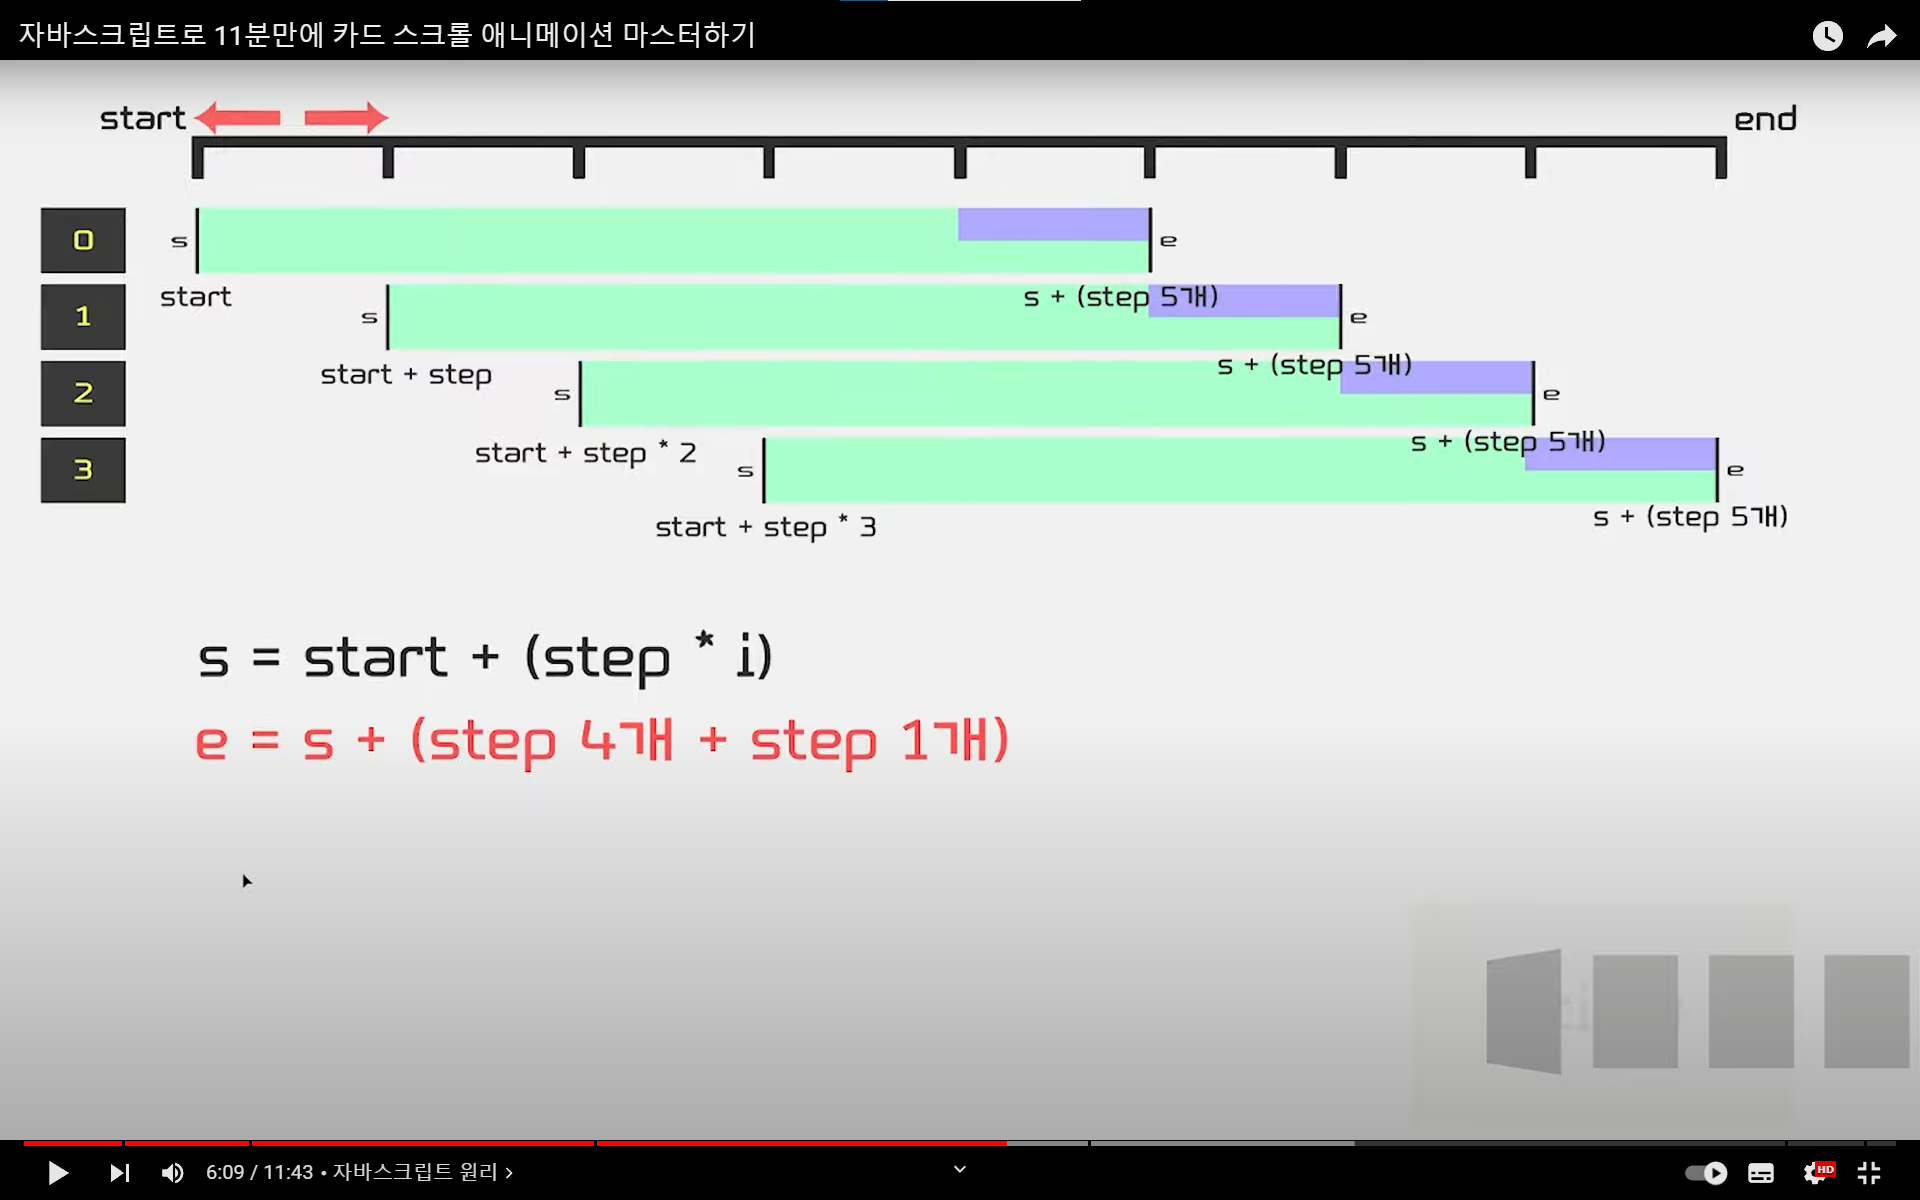 자바스크립트로 11분만에 카드 스크롤 애니메이션 마스터하기
start
end
0
s
e
start
s + (step 5개)
1
s
e
start + step
s + (step 5개)
2
s
e
start + step * 2
s + (step 5개)
3
s
e
start + step * 3
s + (step 5개)
s = start + (step * i)
e = s + (step 4개 + step 1개)
6:09 / 11:43 • 자바스크립트 원리 ›
HD